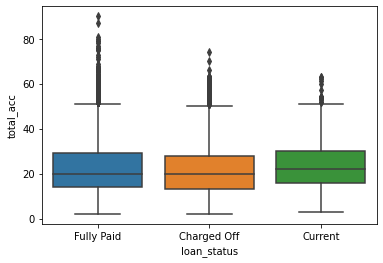 total_acc
80
60
40
20
0
Fully Paid
Charged Off
Current
loan_status